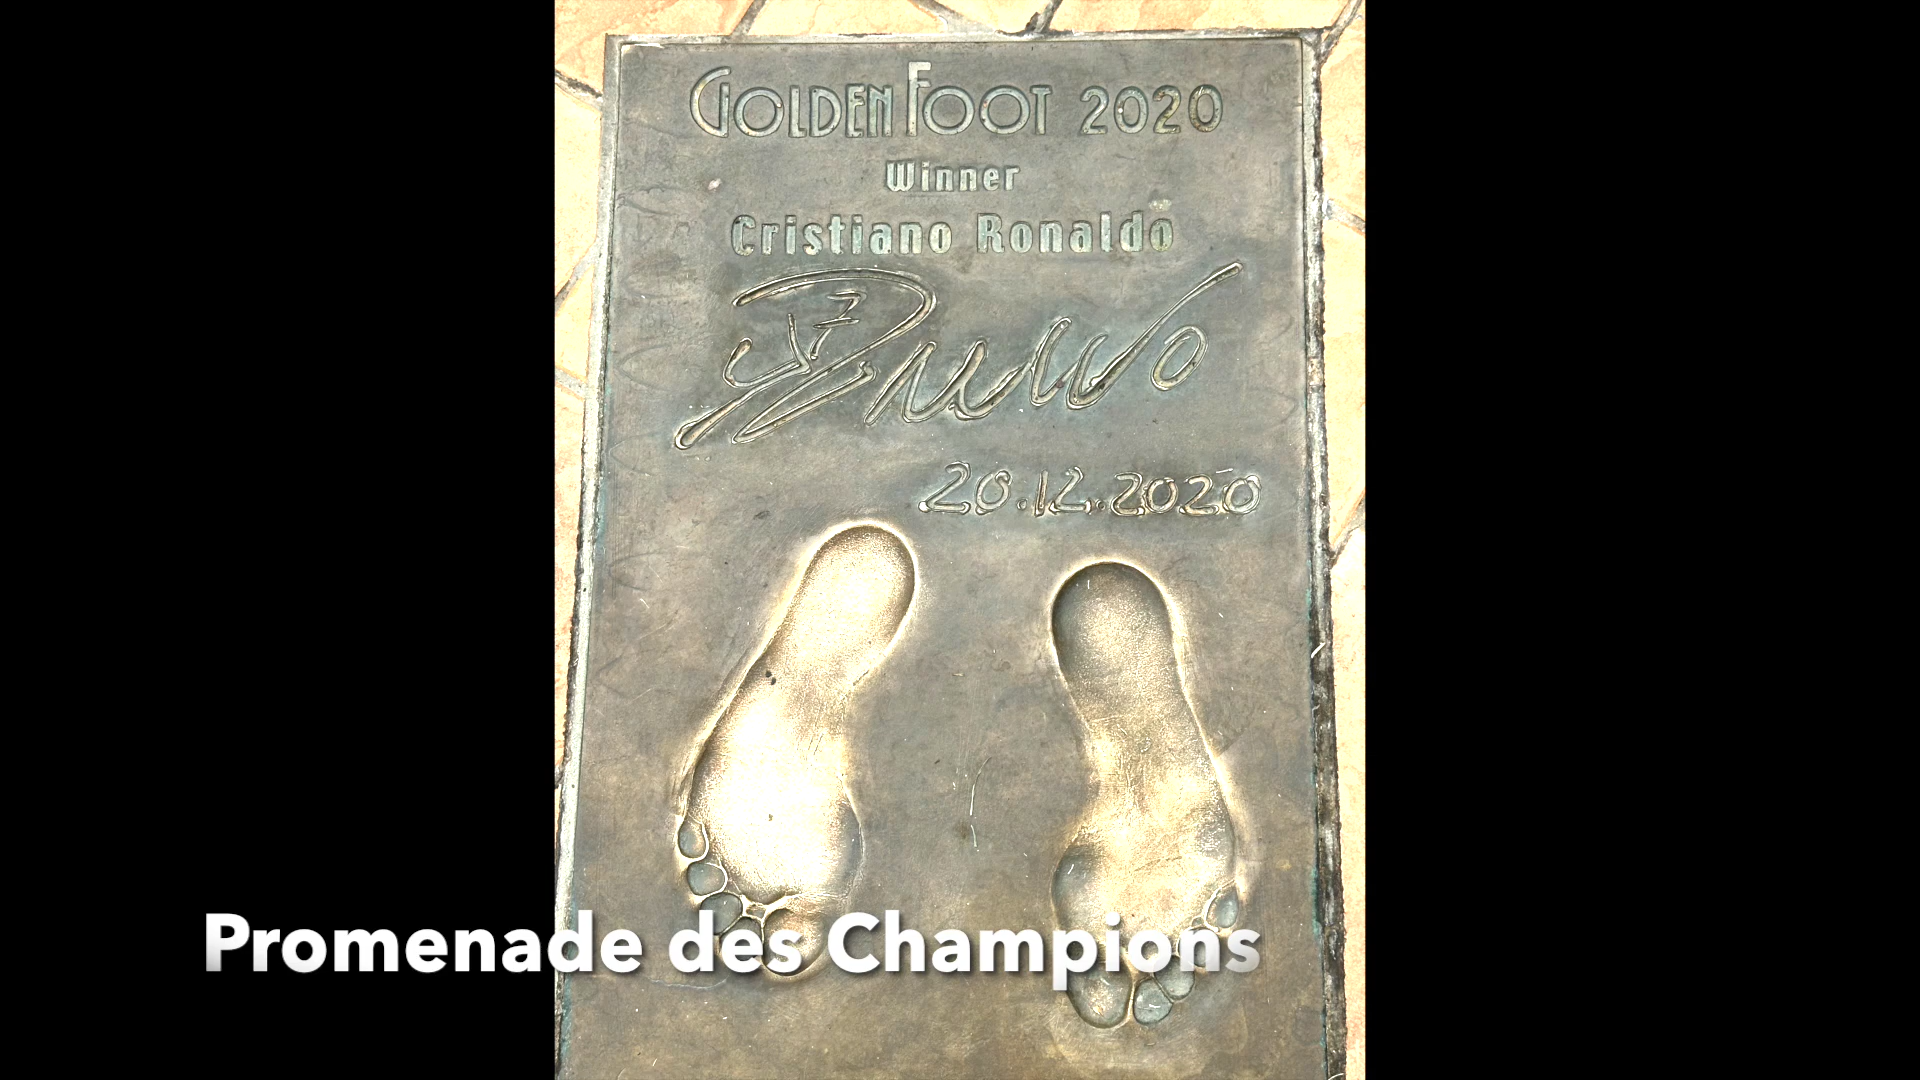 GOLDEN FOOT 2020
Winner
Cristiano Ronaldo
20.12.2020
Promenade des Champions